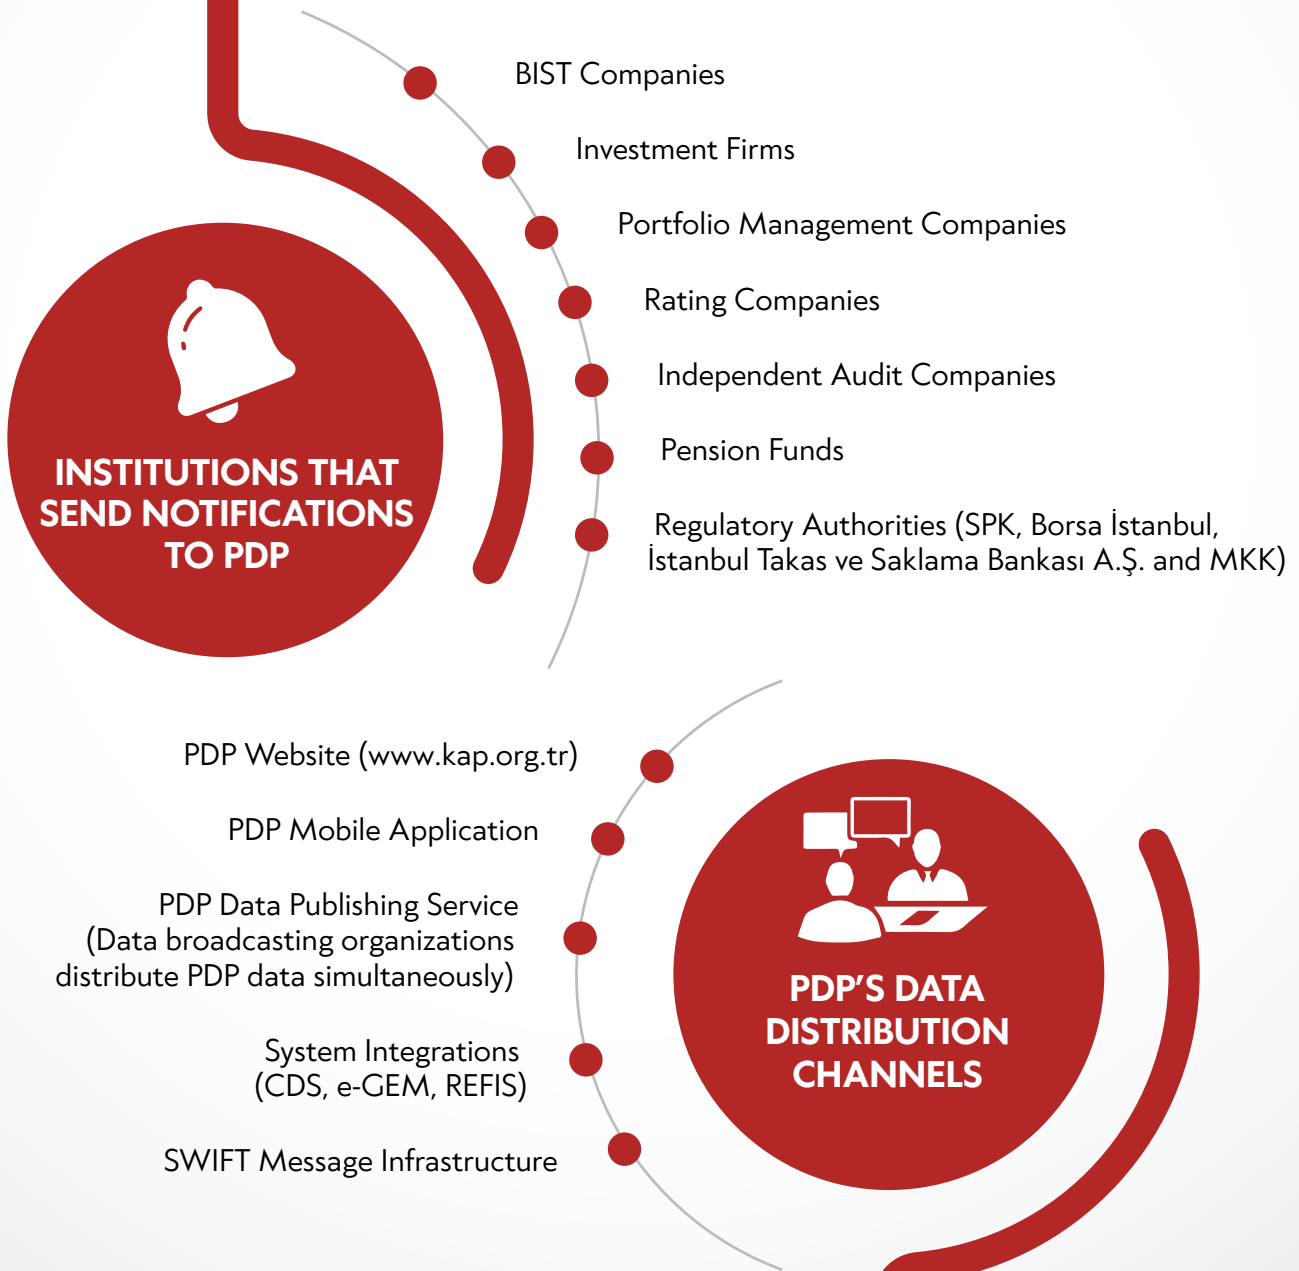 BIST Companies
Investment Firms
Portfolio Management Companies
Rating Companies
Independent Audit Companies
Pension Funds
Regulatory Authorities (SPK, Borsa İstanbul,
İstanbul Takas ve Saklama Bankası A.Ş. and MKK)
INSTITUTIONS THAT
SEND NOTIFICATIONS
TO PDP
PDP Website (www.kap.org.tr)
PDP Mobile Application
PDP Data Publishing Service
(Data broadcasting organizations
distribute PDP data simultaneously)
System Integrations
(CDS, e-GEM, REFIS)
SWIFT Message Infrastructure
PDP’S DATA
DISTRIBUTION
CHANNELS